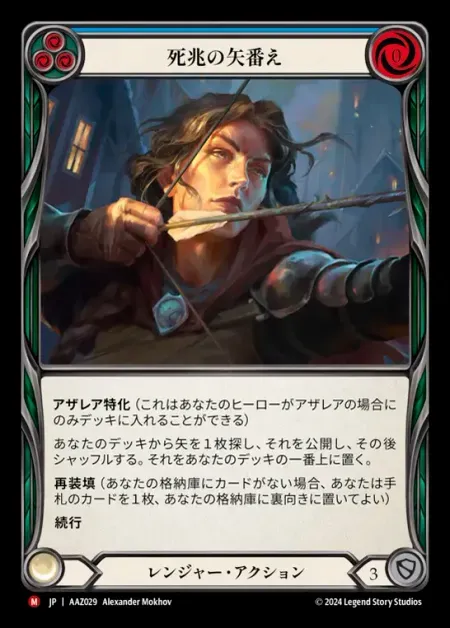 死兆の矢番え
0
アザレア特化（これはあなたのヒーローがアザレアの場合に
のみデッキに入れることができる）
あなたのデッキから矢を１枚探し、それを公開し、その後
シャッフルする。それをあなたのデッキの一番上に置く。
再装填（あなたの格納庫にカードがない場合、あなたは手
札のカードを１枚、あなたの格納庫に裏向きに置いてよい）
続行
レンジャー・アクション
3
M JP | AAZ029 Alexander Mokhov
© 2024 Legend Story Studios